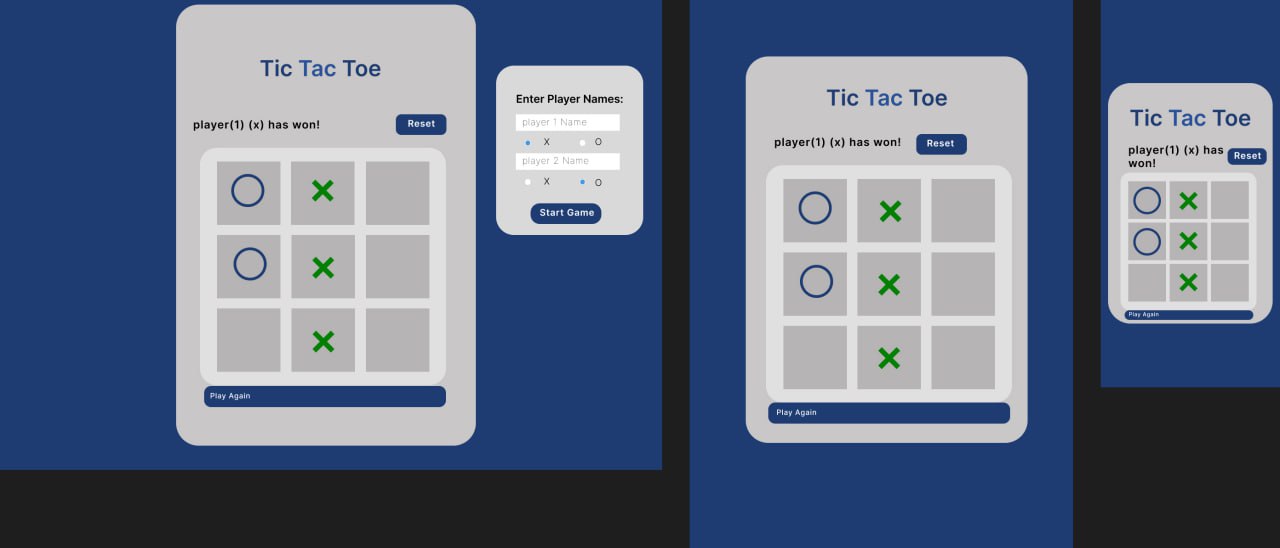 Tic Tac Toe
player(1) (x) has won!
Reset
Play Again
Enter Player Names:
player 1 Name
X O
player 2 Name
X O
Start Game
Tic Tac Toe
player(1) (x) has won!
Reset
Play Again
Tic Tac Toe
player(1) (x) has
won!
Reset
Play Again